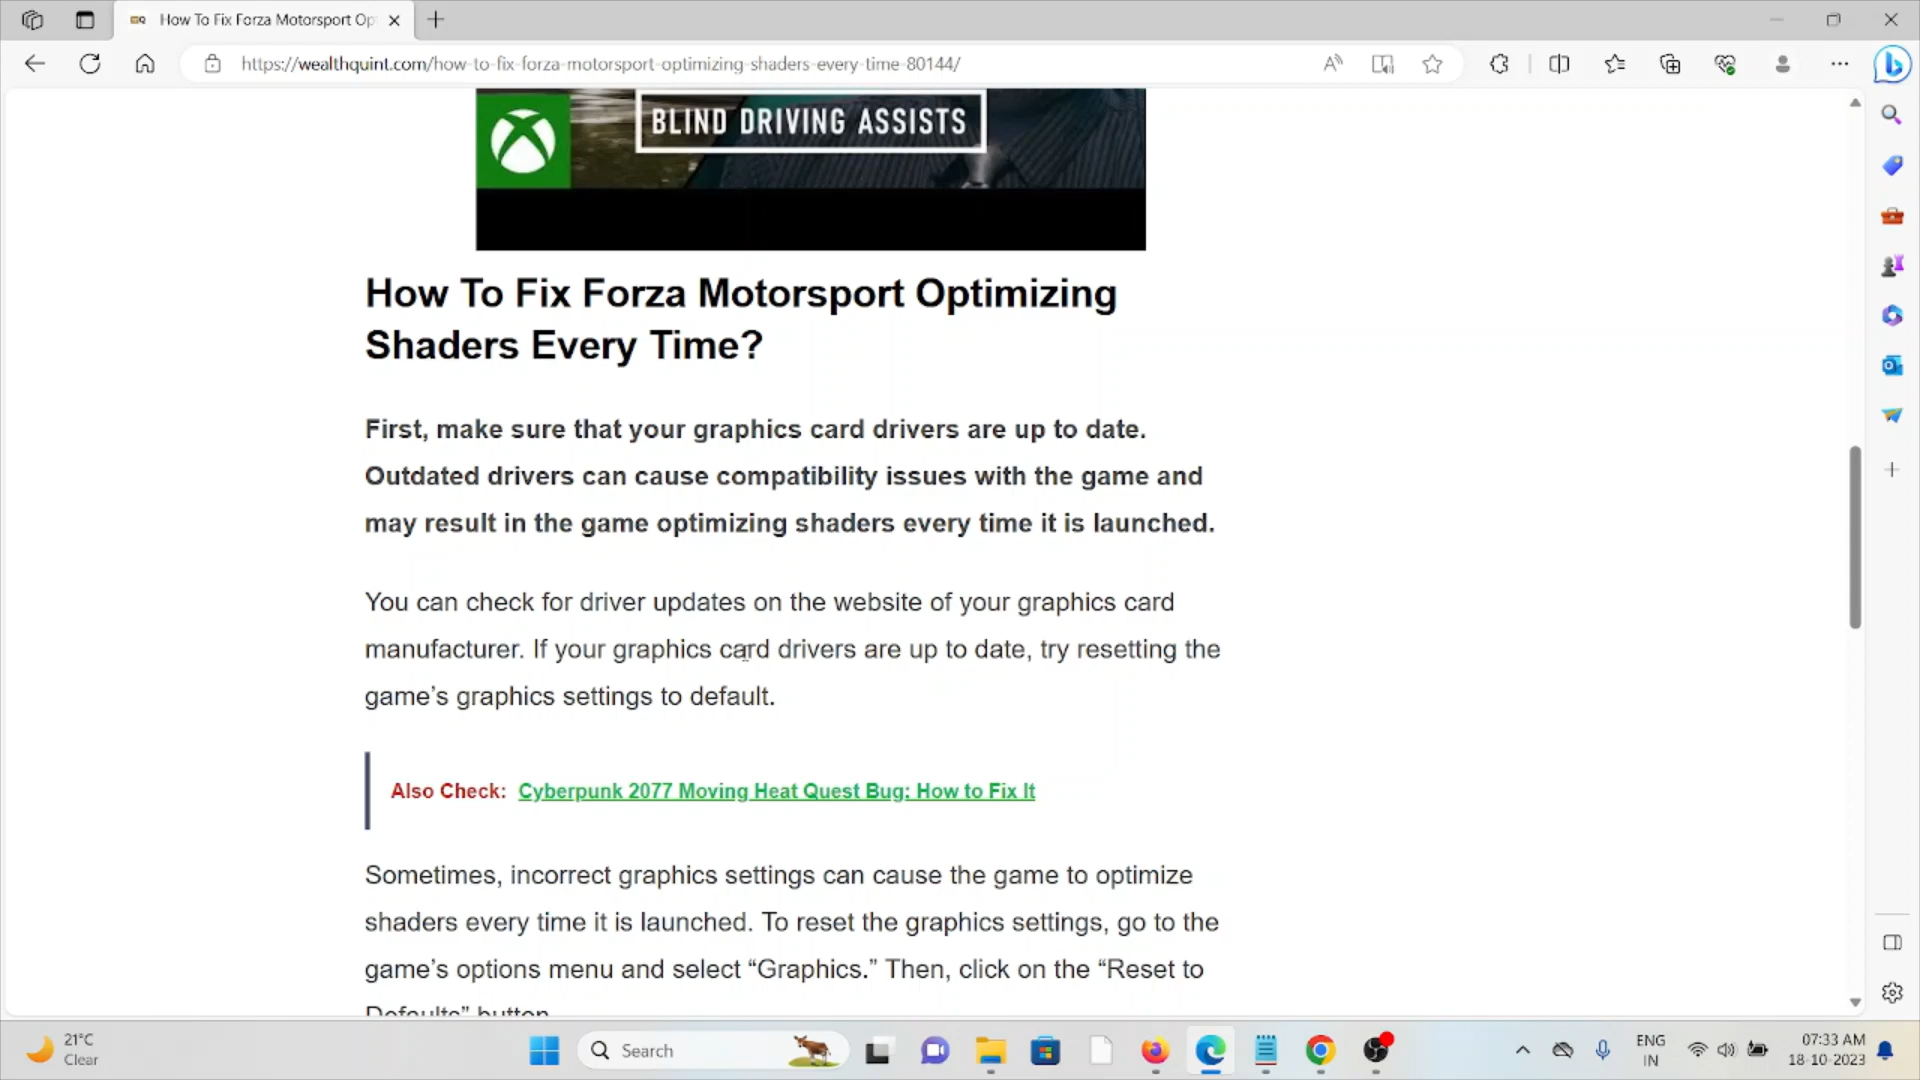 How To Fix Forza Motorsport Op
https://wealthquint.com/how-to-fix-forza-motorsport-optimizing-shaders-every-time-80144/
BLIND DRIVING ASSISTS
How To Fix Forza Motorsport Optimizing
Shaders Every Time?
First, make sure that your graphics card drivers are up to date.
Outdated drivers can cause compatibility issues with the game and
may result in the game optimizing shaders every time it is launched.
You can check for driver updates on the website of your graphics card
manufacturer. If your graphics card drivers are up to date, try resetting the
game’s graphics settings to default.
Also Check: Cyberpunk 2077 Moving Heat Quest Bug: How to Fix It
Sometimes, incorrect graphics settings can cause the game to optimize
shaders every time it is launched. To reset the graphics settings, go to the
game’s options menu and select “Graphics.” Then, click on the “Reset to
Defaults” button
21°C
Clear
Search
ENG
IN
07:33 AM
18-10-2023